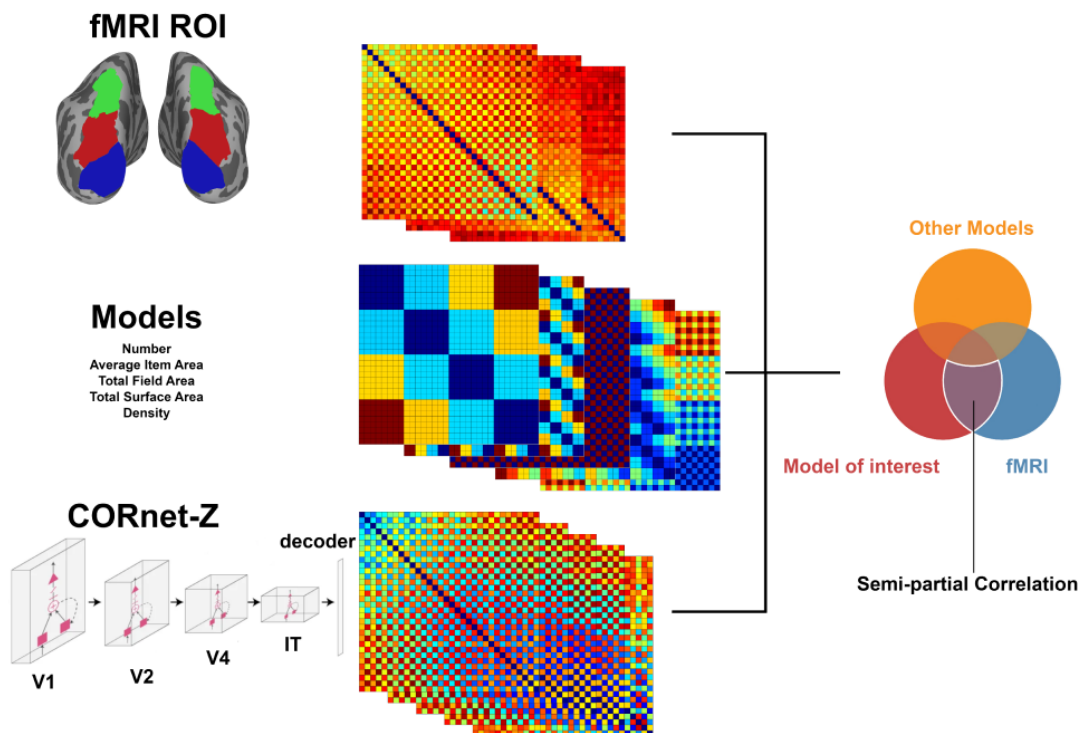 fMRI ROI
Models
Number
Average Item Area
Total Field Area
Total Surface Area
Density
CORnet-Z
decoder
V1
V2
V4
IT
Other Models
Model of interest
fMRI
Semi-partial Correlation